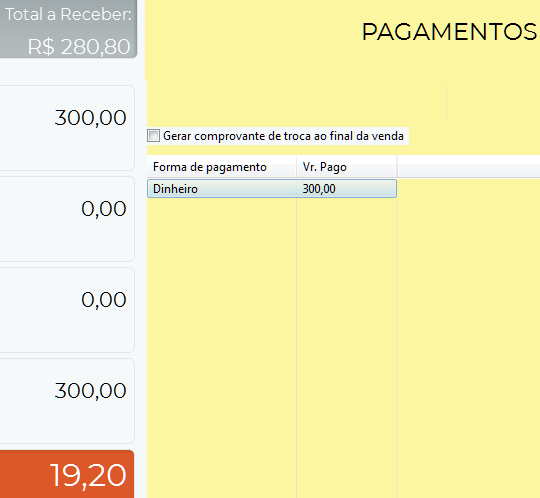 Total a Receber:
R$ 280,80
PAGAMENTOS
300,00
0,00
0,00
300,00
19,20
Gerar comprovante de troca ao final da venda
Forma de pagamento Vr. Pago
Dinheiro 300,00